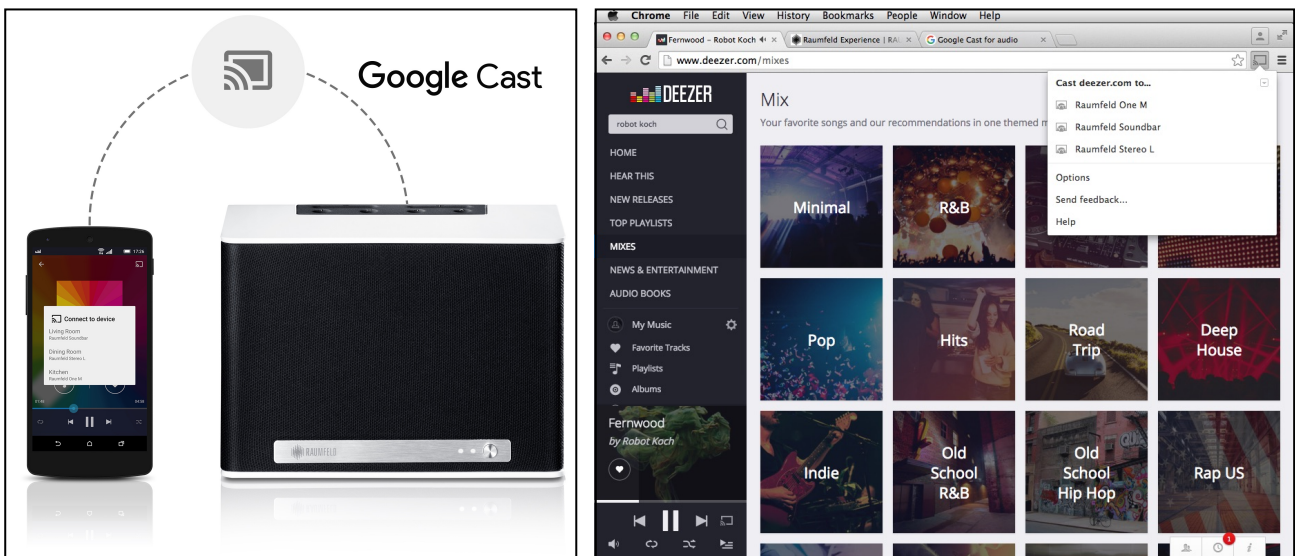 Google Cast
17:26
Connect to device
Living Room
Raumfeld Soundbar
Dining Room
Raumfeld Stereo L
Kitchen
Raumfeld One M
RAUMFELD
Chrome File Edit View History Bookmarks People Window Help
Fernwood – Robot Koch
Raumfeld Experience | RAU
Google Cast for audio
www.deezer.com/mixes
DEEZER
robot koch
HOME
HEAR THIS
NEW RELEASES
TOP PLAYLISTS
MIXES
NEWS & ENTERTAINMENT
AUDIO BOOKS
My Music
Favorite Tracks
Playlists
Albums
Fernwood
by Robot Koch
Mix
Your favorite songs and our recommendations in one themed m
Cast deezer.com to...
Raumfeld One M
Raumfeld Soundbar
Raumfeld Stereo L
Options
Send feedback...
Help
Minimal
R&B
Pop
Hits
Road
Trip
Deep
House
Indie
Old
School
R&B
Old
School
Hip Hop
Rap US
1